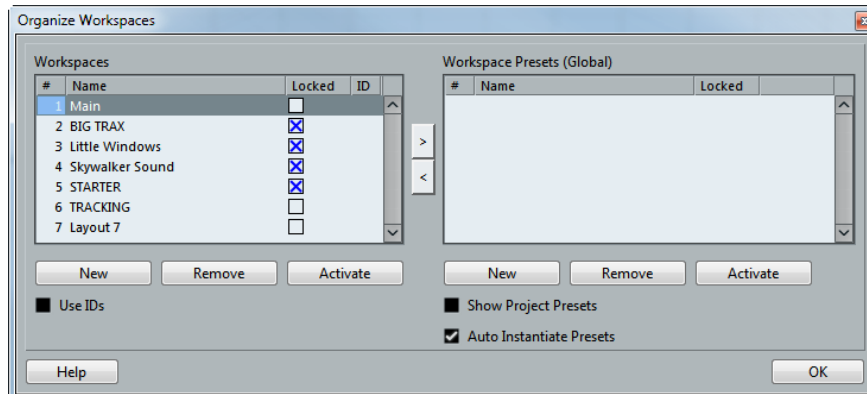 Organize Workspaces
Workspaces
# Name Locked ID
1 Main
2 BIG TRAX
3 Little Windows
4 Skywalker Sound
5 STARTER
6 TRACKING
7 Layout 7
>
<
Workspace Presets (Global)
# Name Locked
New Remove Activate
New Remove Activate
Use IDs
Show Project Presets
Auto Instantiate Presets
Help
OK